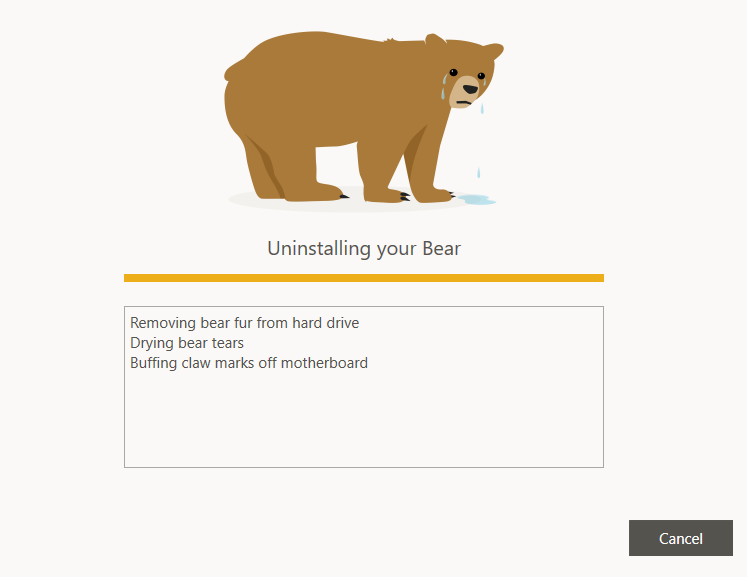 Uninstalling your Bear
Removing bear fur from hard drive
Drying bear tears
Buffing claw marks off motherboard
Cancel